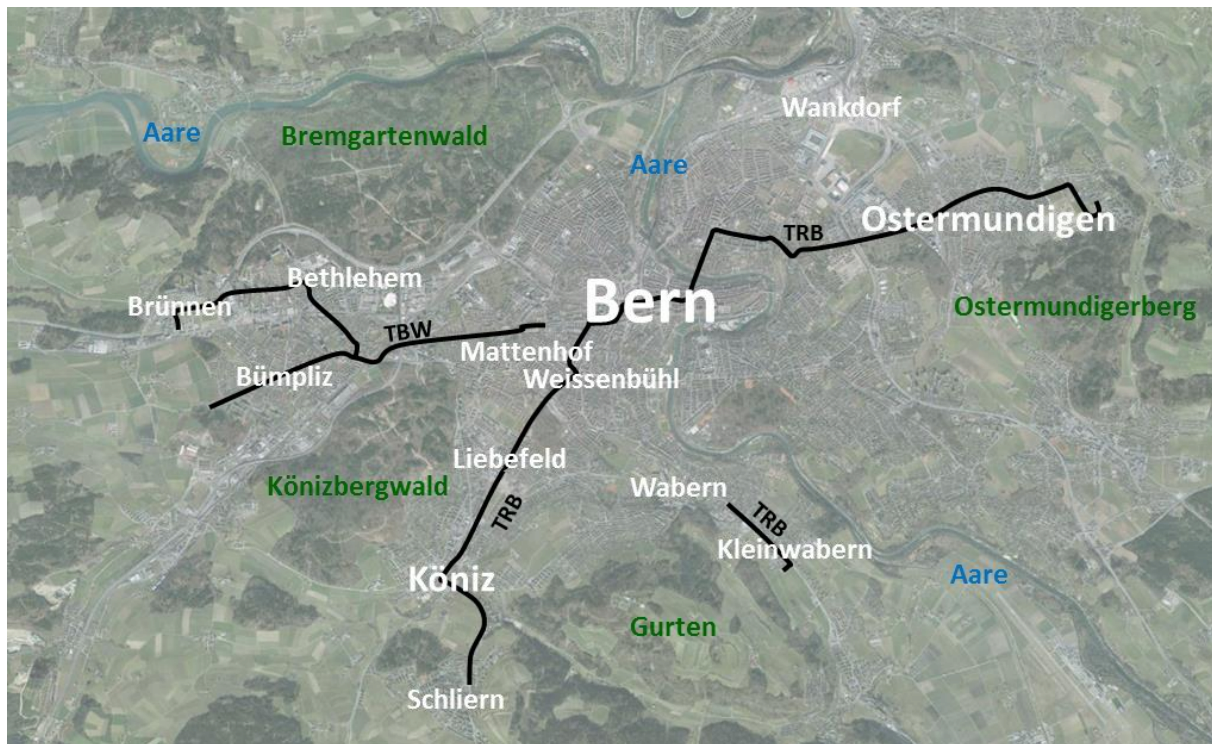 Wankdorf
Aare
Bremgartenwald
Aare
Ostermundigen
TRB
Bethlehem
Brünnen
Bern
Ostermundigerberg
TBW
Mattenhof
Bümpliz
Weissenbühl
Liebefeld
Könizbergwald
Wabern
TRB
TRB
Kleinwabern
Köniz
Aare
Gurten
Schliern